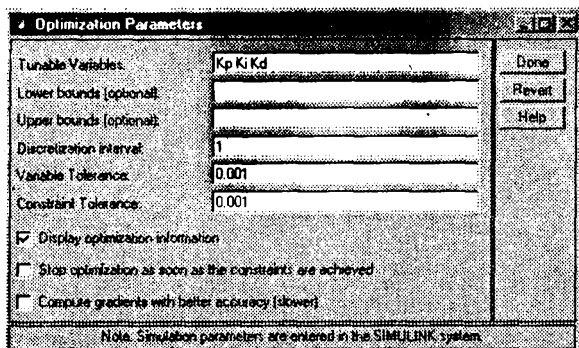 Optimization Parameters
Tunable Variables: Kp Ki Kd
Lower bounds (optional):
Upper bounds (optional):
Discretization interval: 1
Variable Tolerance: 0.001
Constraint Tolerance: 0.001
Display optimization information
Stop optimization as soon as the constraints are achieved
Compute gradients with better accuracy (slower)
Done
Revert
Help
Note: Simulation parameters are entered in the SIMULINK system.